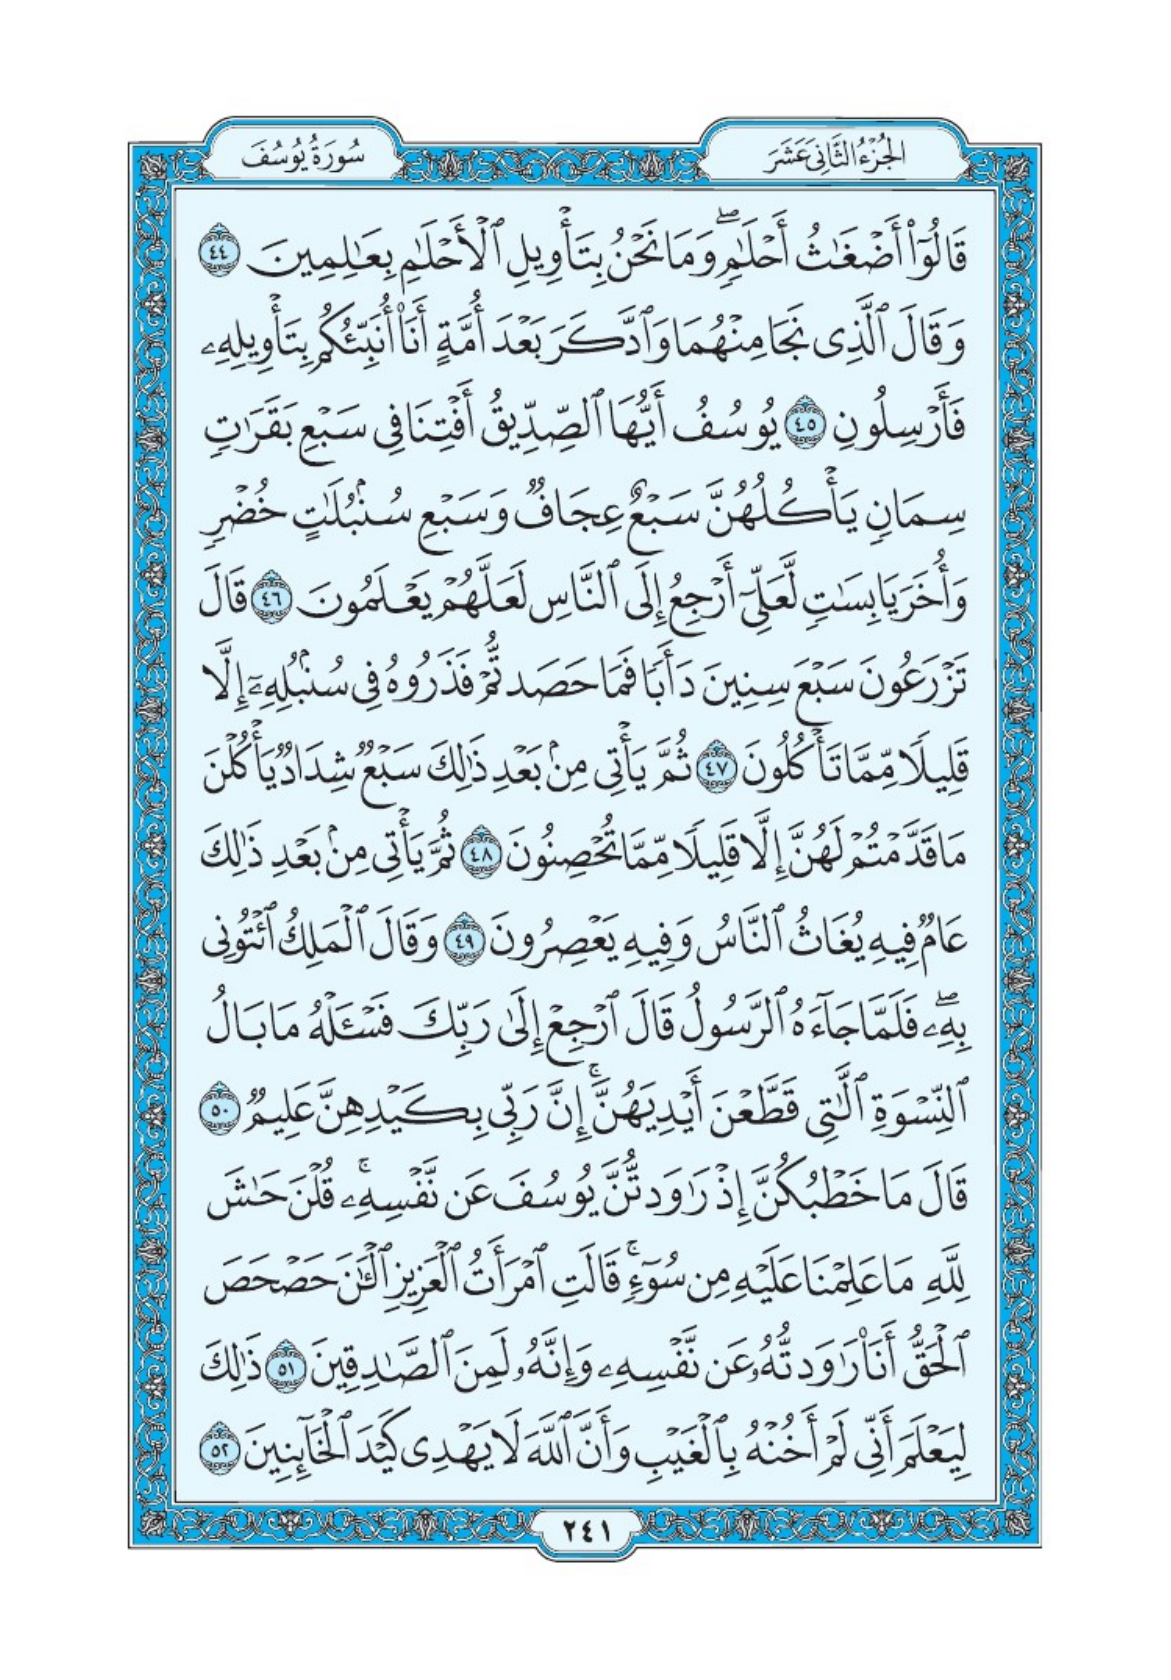 الجُزْءُ الثَّانِى عَشَرَ
سُورَةُ يُوسُفَ
قَالُوٓاْ أَضْغَٰثُ أَحْلَٰمٍۖ وَمَا نَحْنُ بِتَأْوِيلِ ٱلْأَحْلَٰمِ بِعَٰلِمِينَ ٤٤
وَقَالَ ٱلَّذِى نَجَا مِنْهُمَا وَٱدَّكَرَ بَعْدَ أُمَّةٍ أَنَا۠ أُنَبِّئُكُم بِتَأْوِيلِهِۦ
فَأَرْسِلُونِ ٤٥ يُوسُفُ أَيُّهَا ٱلصِّدِّيقُ أَفْتِنَا فِى سَبْعِ بَقَرَٰتٍ
سِمَانٍ يَأْكُلُهُنَّ سَبْعٌ عِجَافٌ وَسَبْعِ سُنۢبُلَٰتٍ خُضْرٍ
وَأُخَرَ يَابِسَٰتٍ لَّعَلِّىٓ أَرْجِعُ إِلَى ٱلنَّاسِ لَعَلَّهُمْ يَعْلَمُونَ ٤٦ قَالَ
تَزْرَعُونَ سَبْعَ سِنِينَ دَأَبًا فَمَا حَصَدتُّمْ فَذَرُوهُ فِى سُنۢبُلِهِۦٓ إِلَّا
قَلِيلًا مِّمَّا تَأْكُلُونَ ٤٧ ثُمَّ يَأْتِى مِنۢ بَعْدِ ذَٰلِكَ سَبْعٌ شِدَادٌ يَأْكُلْنَ
مَا قَدَّمْتُمْ لَهُنَّ إِلَّا قَلِيلًا مِّمَّا تُحْصِنُونَ ٤٨ ثُمَّ يَأْتِى مِنۢ بَعْدِ ذَٰلِكَ
عَامٌ فِيهِ يُغَاثُ ٱلنَّاسُ وَفِيهِ يَعْصِرُونَ ٤٩ وَقَالَ ٱلْمَلِكُ ٱئْتُونِى
بِهِۦۖ فَلَمَّا جَآءَهُ ٱلرَّسُولُ قَالَ ٱرْجِعْ إِلَىٰ رَبِّكَ فَسْـَٔلْهُ مَا بَالُ
ٱلنِّسْوَةِ ٱلَّٰتِى قَطَّعْنَ أَيْدِيَهُنَّۚ إِنَّ رَبِّى بِكَيْدِهِنَّ عَلِيمٌ ٥٠
قَالَ مَا خَطْبُكُنَّ إِذْ رَٰوَدتُّنَّ يُوسُفَ عَن نَّفْسِهِۦۚ قُلْنَ حَٰشَ
لِلَّهِ مَا عَلِمْنَا عَلَيْهِ مِن سُوٓءٍۚ قَالَتِ ٱمْرَأَتُ ٱلْعَزِيزِ ٱلْـَٰٔنَ حَصْحَصَ
ٱلْحَقُّ أَنَا۠ رَٰوَدتُّهُۥ عَن نَّفْسِهِۦ وَإِنَّهُۥ لَمِنَ ٱلصَّٰدِقِينَ ٥١ ذَٰلِكَ
لِيَعْلَمَ أَنِّى لَمْ أَخُنْهُ بِٱلْغَيْبِ وَأَنَّ ٱللَّهَ لَا يَهْدِى كَيْدَ ٱلْخَآئِنِينَ ٥٢
٢٤١